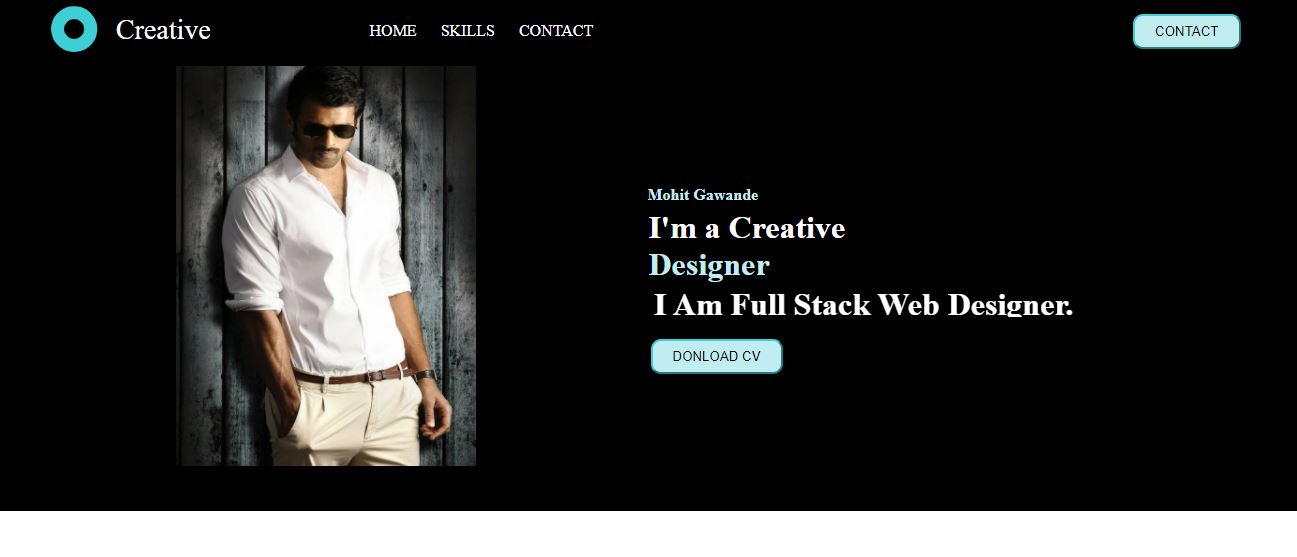 Creative
HOME SKILLS CONTACT
CONTACT
Mohit Gawande
I'm a Creative
Designer
I Am Full Stack Web Designer.
DONLOAD CV